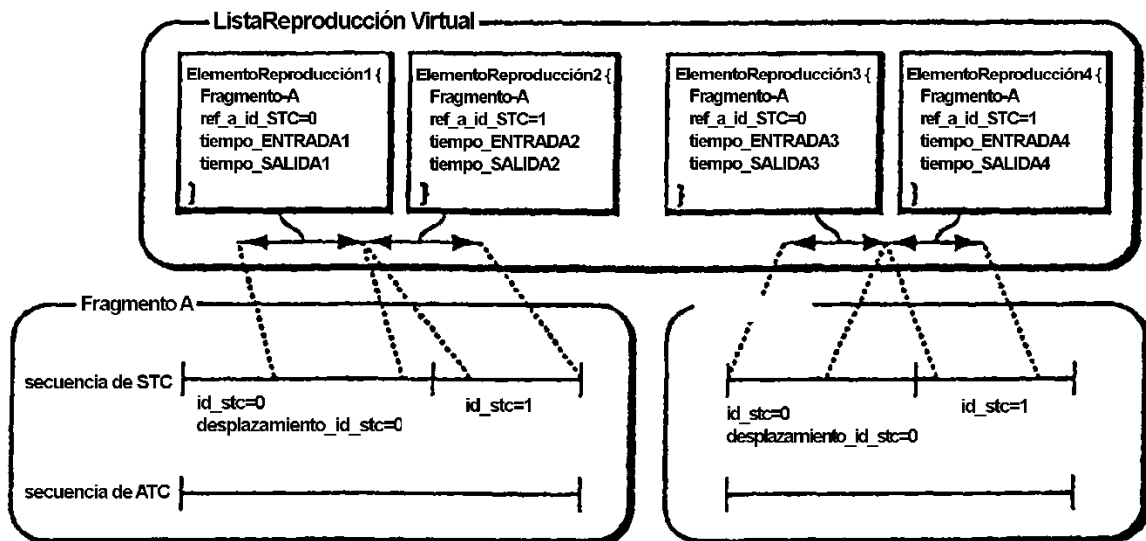 ListaReproducción Virtual
ElementoReproducción1 {
Fragmento-A
ref_a_id_STC=0
tiempo_ENTRADA1
tiempo_SALIDA1
}
ElementoReproducción2 {
Fragmento-A
ref_a_id_STC=1
tiempo_ENTRADA2
tiempo_SALIDA2
}
ElementoReproducción3 {
Fragmento-A
ref_a_id_STC=0
tiempo_ENTRADA3
tiempo_SALIDA3
}
ElementoReproducción4 {
Fragmento-A
ref_a_id_STC=1
tiempo_ENTRADA4
tiempo_SALIDA4
}
Fragmento A
secuencia de STC
id_stc=0
desplazamiento_id_stc=0
id_stc=1
secuencia de ATC
id_stc=0
desplazamiento_id_stc=0
id_stc=1